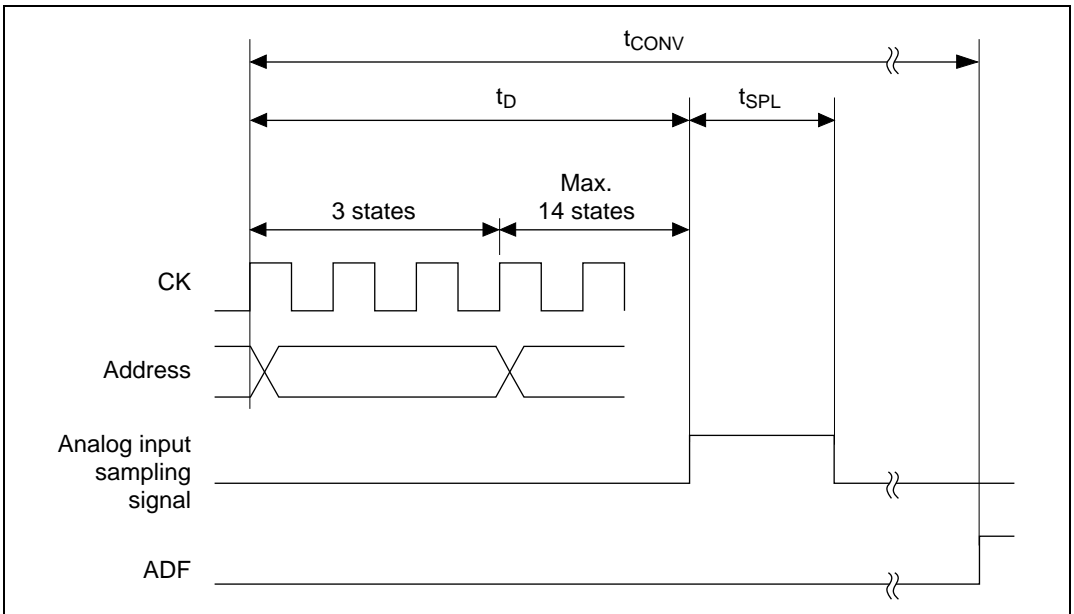 tCONV
tD
tSPL
3 states
Max.
14 states
CK
Address
Analog input
sampling
signal
ADF